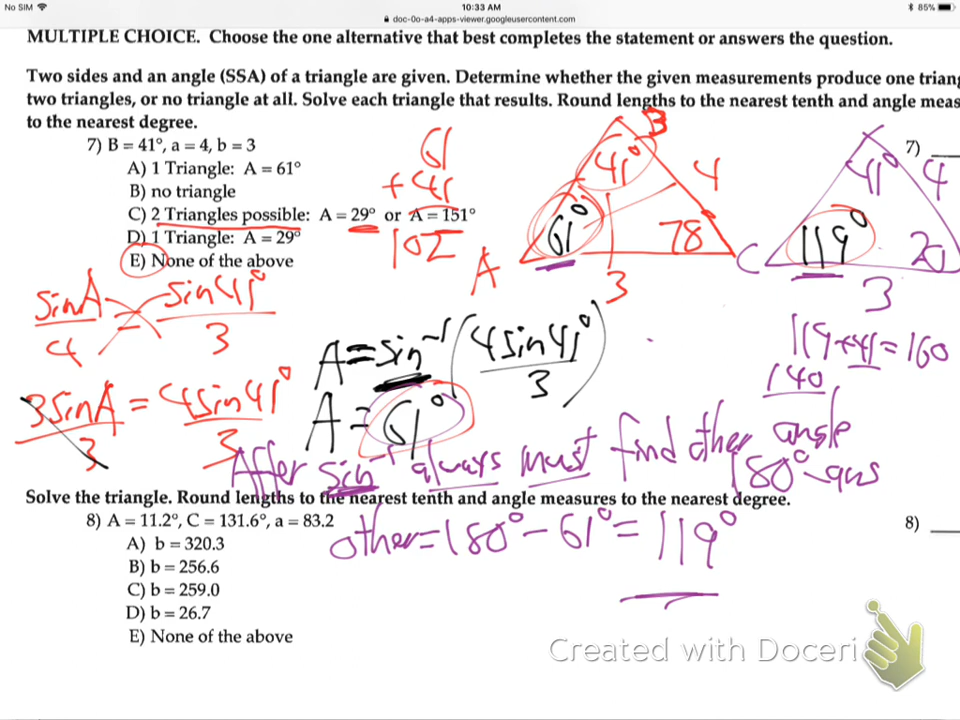 No SIM 10:33 AM 85%
doc-0o-a4-apps-viewer.googleusercontent.com
MULTIPLE CHOICE. Choose the one alternative that best completes the statement or answers the question.
Two sides and an angle (SSA) of a triangle are given. Determine whether the given measurements produce one triang
two triangles, or no triangle at all. Solve each triangle that results. Round lengths to the nearest tenth and angle meas
to the nearest degree.
7) B = 41°, a = 4, b = 3
7)
A) 1 Triangle: A = 61°
B) no triangle
C) 2 Triangles possible: A = 29° or A = 151°
D) 1 Triangle: A = 29°
E) None of the above
61
+41
102
B
41°
4
61°
78
A
3
C
41°
4
119°
20
3
sinA/4 = sin41°/3
3sinA/3 = 4sin41°/3
A=sin⁻¹(4sin41°/3)
A=61°
119+41=160
140
After sin⁻¹ always must find other angle
180°-ans
other=180°-61°=119°
Solve the triangle. Round lengths to the nearest tenth and angle measures to the nearest degree.
8) A = 11.2°, C = 131.6°, a = 83.2
8)
A) b = 320.3
B) b = 256.6
C) b = 259.0
D) b = 26.7
E) None of the above
Created with Doceri